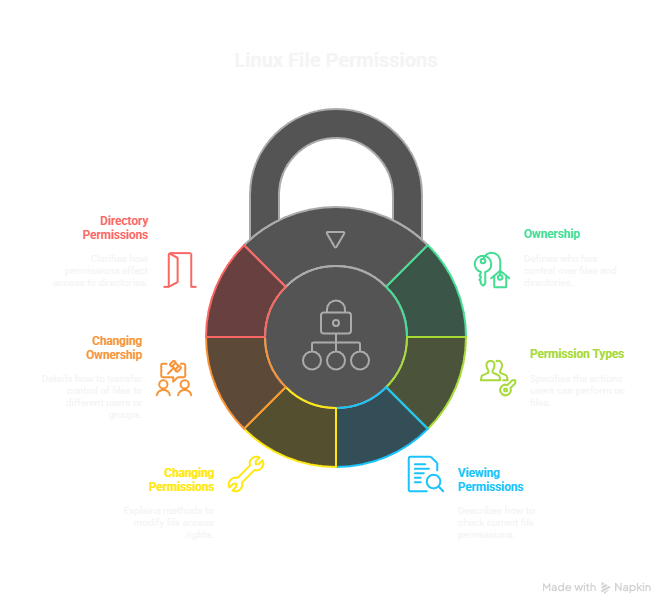 Linux File Permissions
Directory
Permissions
Clarifies how
permissions affect
access to directories.
Ownership
Defines who has
control over files and
directories.
Changing
Ownership
Details how to transfer
control of files to
different users or
groups.
Permission Types
Specifies the actions
users can perform on
files.
Changing
Permissions
Explains methods to
modify file access
rights.
Viewing
Permissions
Describes how to
check current file
permissions.
Made with Napkin